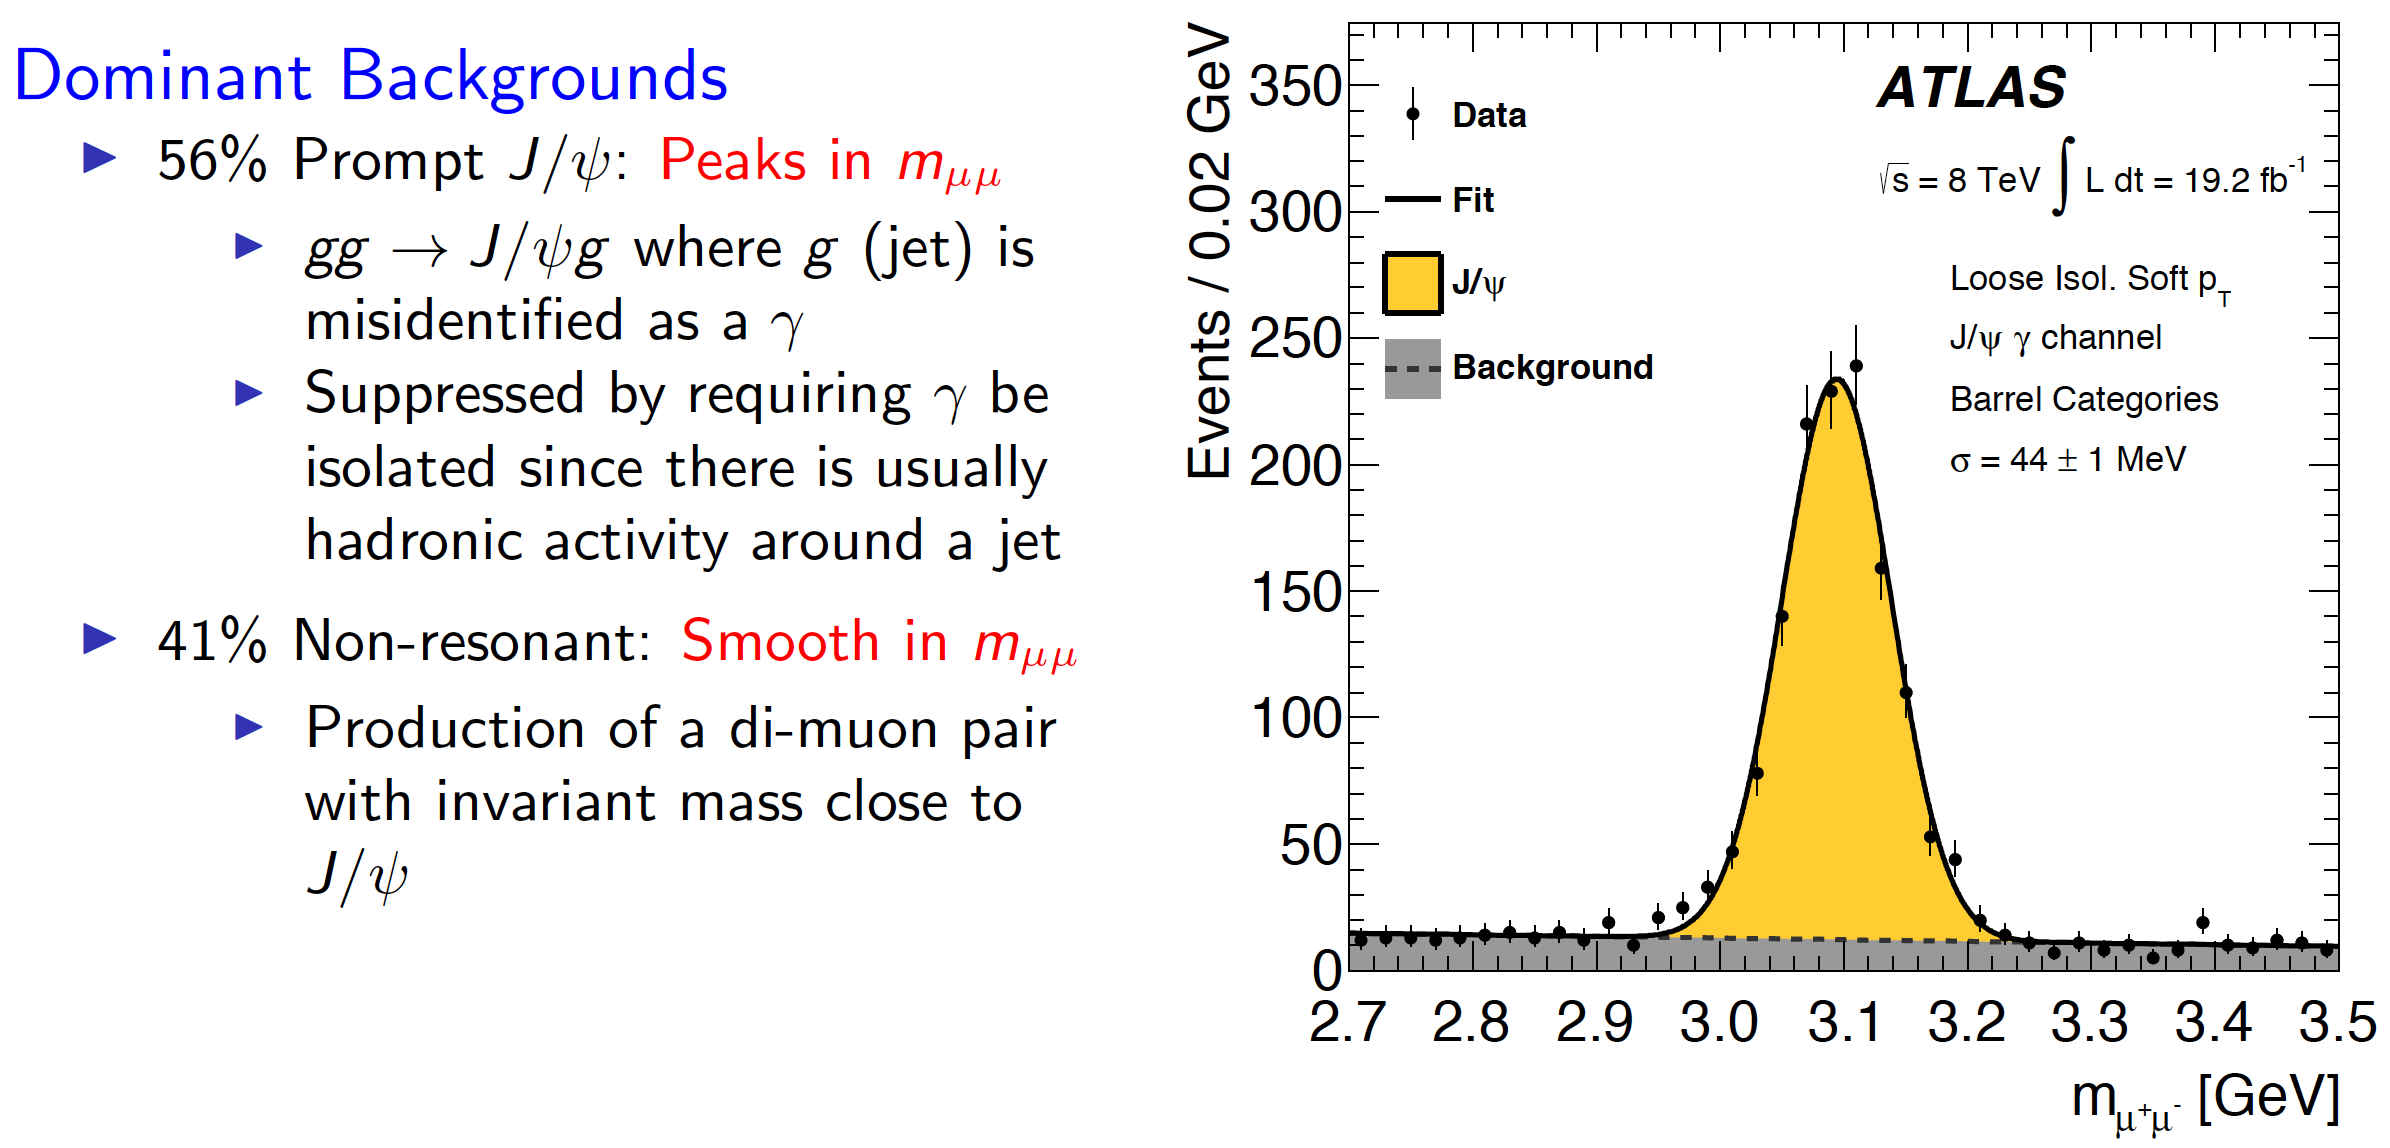 Dominant Backgrounds
▶ 56% Prompt J/ψ: Peaks in mμμ
▶ gg → J/ψg where g (jet) is
misidentified as a γ
▶ Suppressed by requiring γ be
isolated since there is usually
hadronic activity around a jet
▶ 41% Non-resonant: Smooth in mμμ
▶ Production of a di-muon pair
with invariant mass close to
J/ψ
Events / 0.02 GeV
350
300
250
200
150
100
50
0
Data
Fit
J/ψ
Background
ATLAS
√s = 8 TeV ∫ L dt = 19.2 fb-1
Loose Isol. Soft pT
J/ψ γ channel
Barrel Categories
σ = 44 ± 1 MeV
2.7 2.8 2.9 3.0 3.1 3.2 3.3 3.4 3.5
mμ+μ- [GeV]